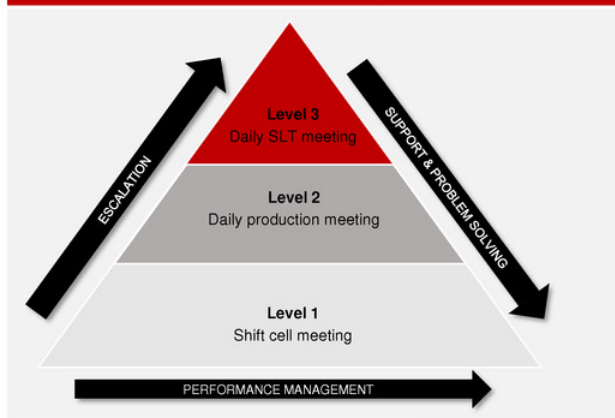 Level 3
Daily SLT meeting
ESCALATION
SUPPORT & PROBLEM SOLVING
Level 2
Daily production meeting
Level 1
Shift cell meeting
PERFORMANCE MANAGEMENT